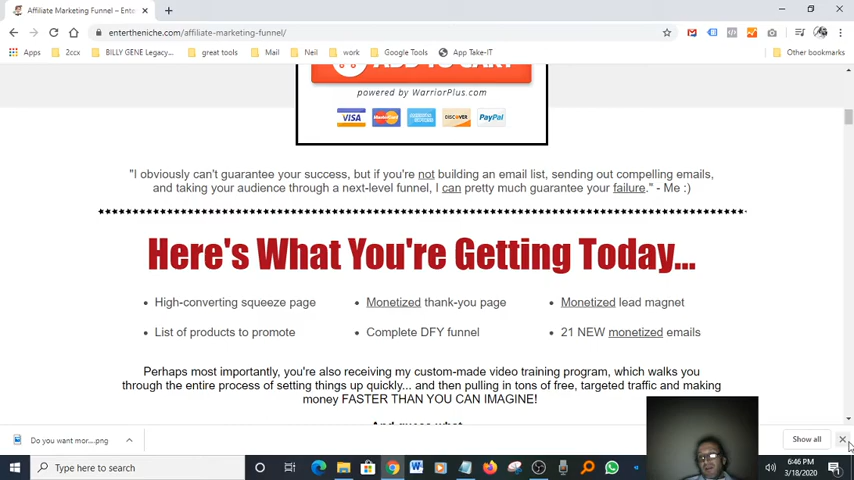 Affiliate Marketing Funnel – Ente
entertheniche.com/affiliate-marketing-funnel/
Apps 2ccx BILLY GENE Legacy... great tools Mail Neil work Google Tools App Take-IT Other bookmarks
ADD TO CART
powered by WarriorPlus.com
VISA MasterCard DISCOVER PayPal
"I obviously can't guarantee your success, but if you're not building an email list, sending out compelling emails,
and taking your audience through a next-level funnel, I can pretty much guarantee your failure." - Me :)
Here's What You're Getting Today...
• High-converting squeeze page • Monetized thank-you page • Monetized lead magnet
• List of products to promote • Complete DFY funnel • 21 NEW monetized emails
Perhaps most importantly, you're also receiving my custom-made video training program, which walks you
through the entire process of setting things up quickly... and then pulling in tons of free, targeted traffic and making
money FASTER THAN YOU CAN IMAGINE!
And guess what
Do you want mor....png Show all
Type here to search
6:46 PM
3/18/2020